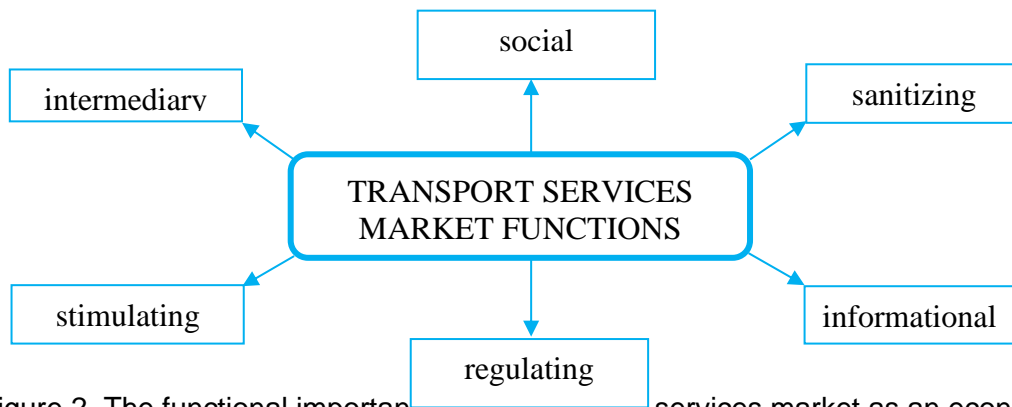 social
intermediary
sanitizing
TRANSPORT SERVICES
MARKET FUNCTIONS
stimulating
informational
regulating
igure 2. The functional importan services market as an econ